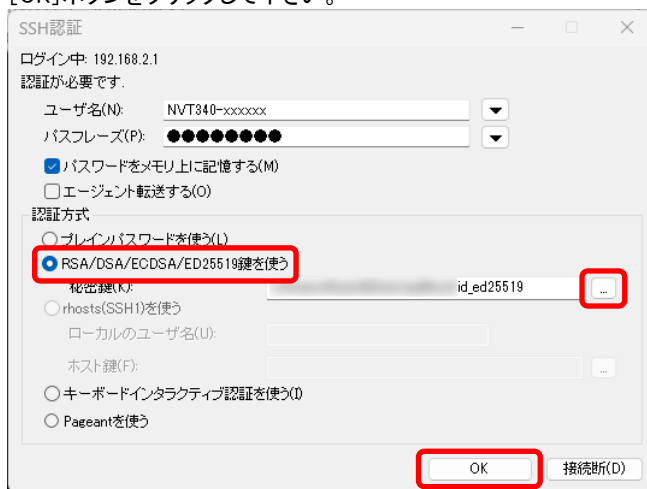 [OK]ボタンをクリックして下さい。
SSH認証
ログイン中: 192.168.2.1
認証が必要です.
ユーザ名(N): NVT340-xxxxxx
パスフレーズ(P): ●●●●●●●●
パスワードをメモリ上に記憶する(M)
エージェント転送する(O)
認証方式
プレインパスワードを使う(L)
RSA/DSA/ECDSA/ED25519鍵を使う
秘密鍵(K): id_ed25519 ...
rhosts(SSH1)を使う
ローカルのユーザ名(U):
ホスト鍵(F): ...
キーボードインタラクティブ認証を使う(I)
Pageantを使う
OK 接続断(D)